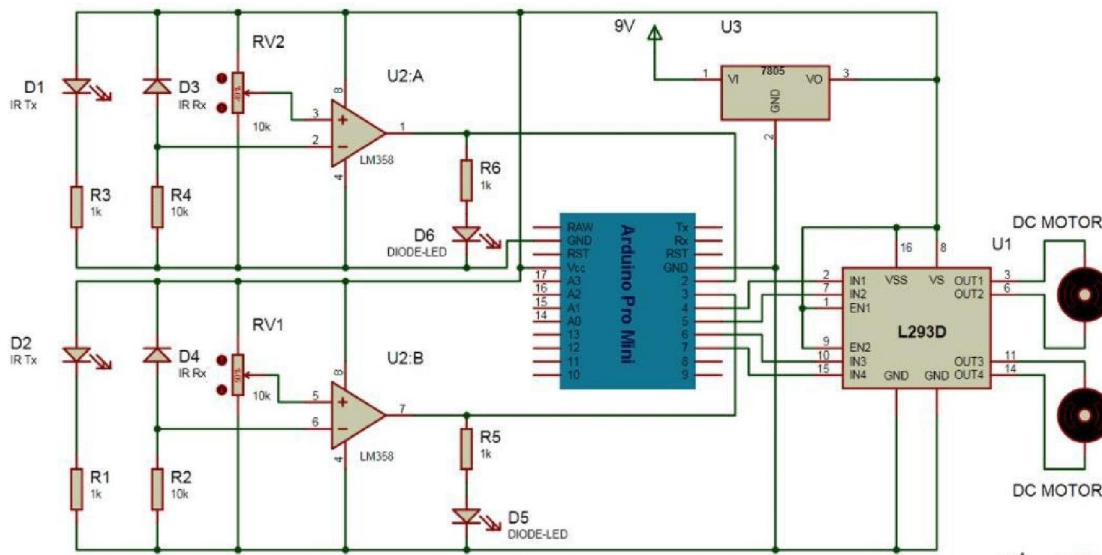 RV2
D1
IR Tx
D3
IR Rx
10k
U2:A
8
3
2
1
4
LM358
R3
1k
R4
10k
R6
1k
D6
DIODE-LED
9V
U3
7805
1
VI
VO
3
GND
2
Arduino Pro Mini
RAW
GND
RST
Vcc
17 A3
16 A2
15 A1
14 A0
13
12
11
10
Tx
Rx
RST
GND
2
3
4
5
6
7
8
9
DC MOTOR
U1
16
8
VSS
VS
2 IN1
7 IN2
1 EN1
9 EN2
10 IN3
15 IN4
L293D
OUT1 3
OUT2 6
OUT3 11
OUT4 14
GND
GND
DC MOTOR
RV1
D2
IR Tx
D4
IR Rx
10k
U2:B
8
5
6
7
4
LM358
R1
1k
R2
10k
R5
1k
D5
DIODE-LED